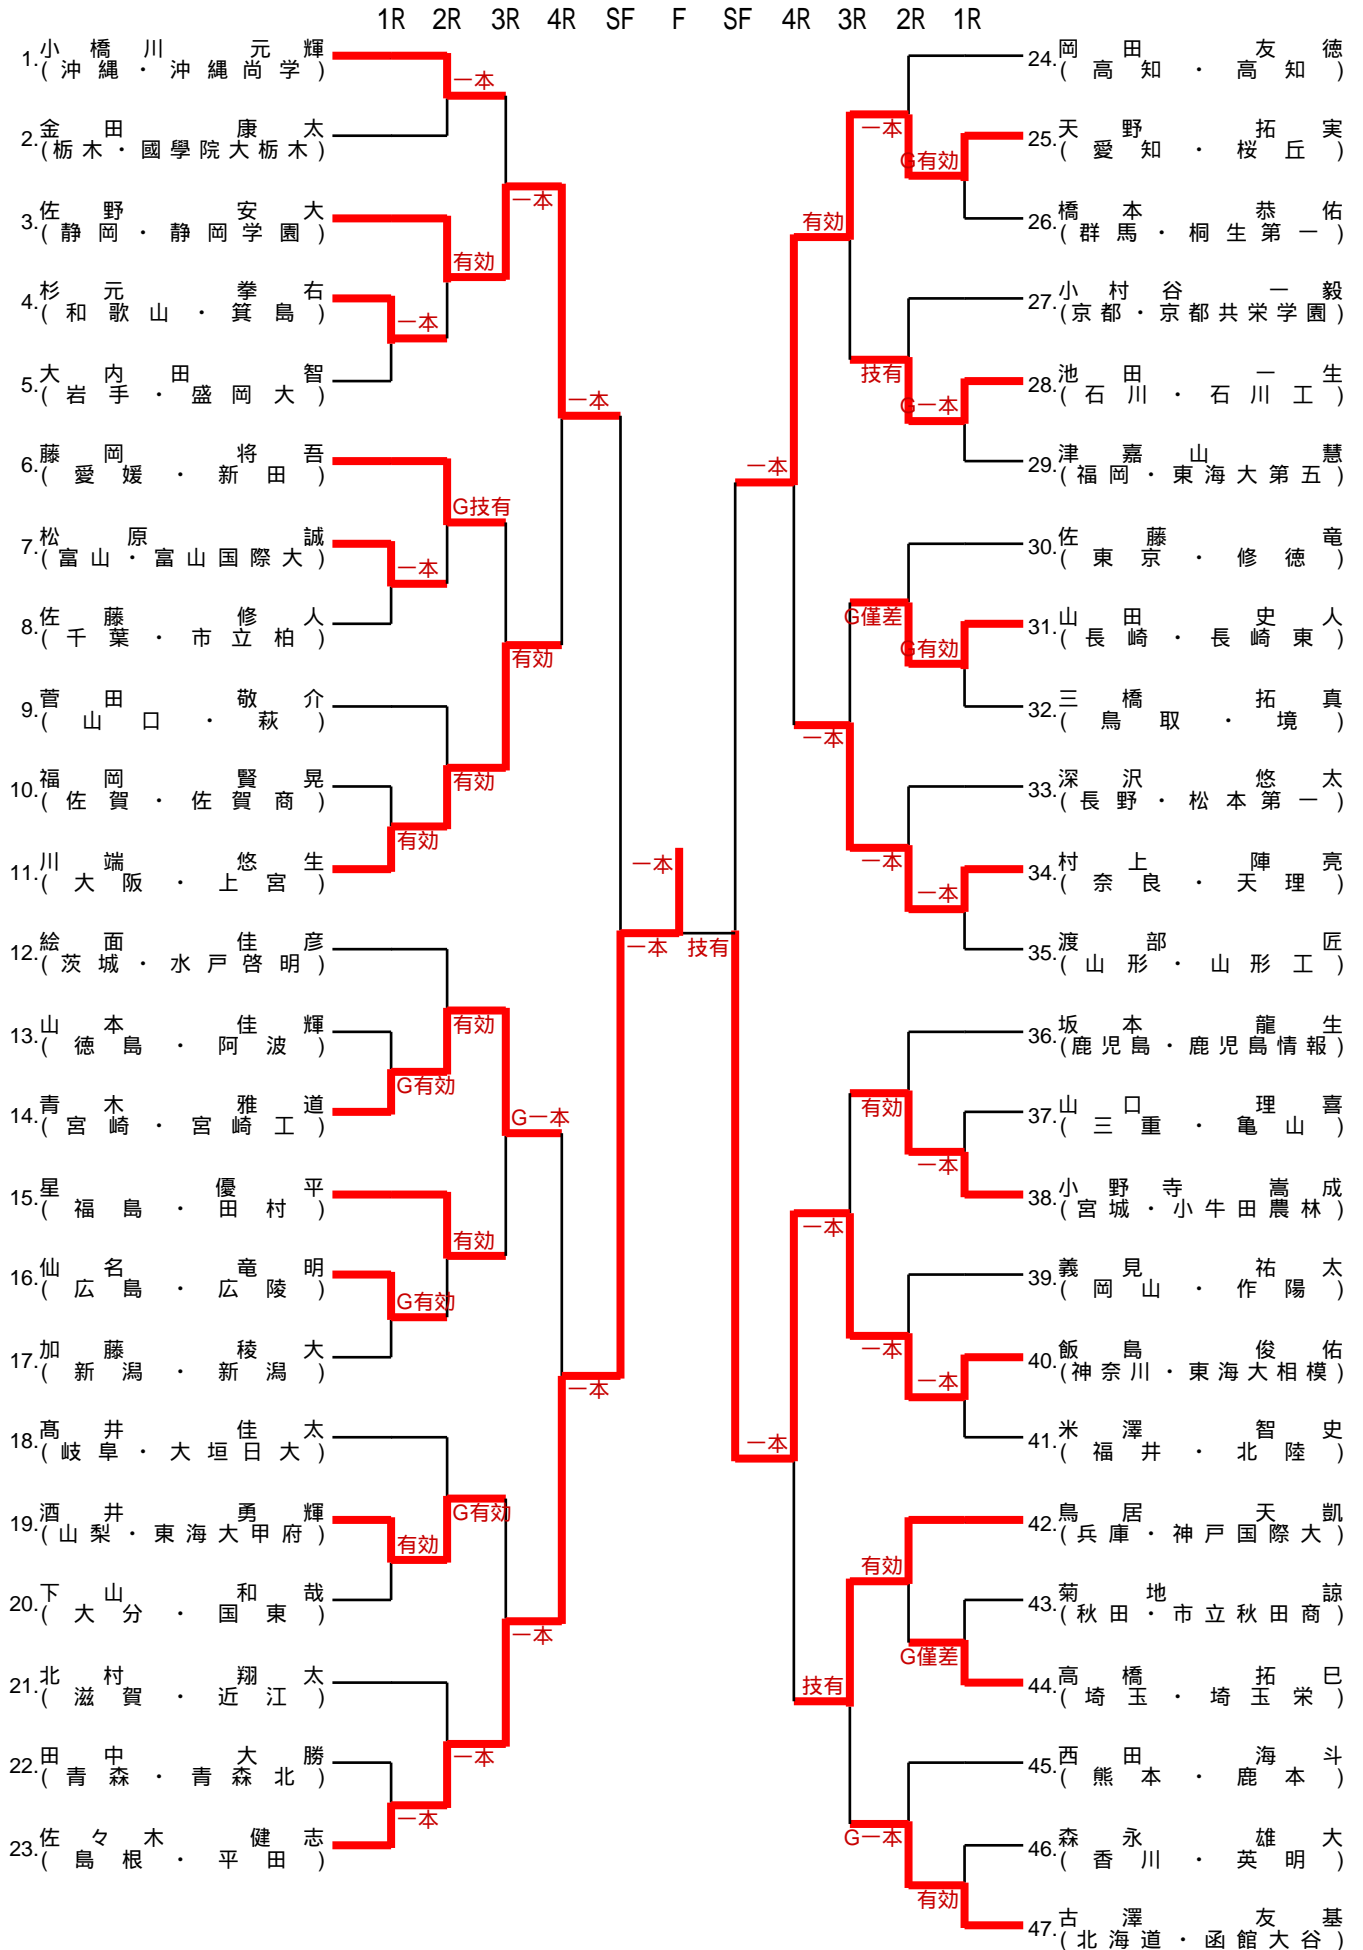 1R 2R 3R 4R SF F SF 4R 3R 2R 1R
1. 小橋川 元輝
(沖縄・沖縄尚学)
2. 金田 康太
(栃木・國學院大栃木)
3. 佐野 安大
(静岡・静岡学園)
4. 杉元 拳右
(和歌山・箕島)
5. 大内田 智
(岩手・盛岡大)
6. 藤岡 将吾
(愛媛・新田)
7. 松原 誠
(富山・富山国際大)
8. 佐藤 修人
(千葉・市立柏)
9. 菅田 敬介
(山口・萩)
10. 福岡 賢晃
(佐賀・佐賀商)
11. 川端 悠生
(大阪・上宮)
12. 絵面 佳彦
(茨城・水戸啓明)
13. 山本 佳輝
(徳島・阿波)
14. 青木 雅道
(宮崎・宮崎工)
15. 星 優平
(福島・田村)
16. 仙名 竜明
(広島・広陵)
17. 加藤 稜大
(新潟・新潟)
18. 髙井 佳太
(岐阜・大垣日大)
19. 酒井 勇輝
(山梨・東海大甲府)
20. 下山 和哉
(大分・国東)
21. 北村 翔太
(滋賀・近江)
22. 田中 大勝
(青森・青森北)
23. 佐々木 健志
(島根・平田)
一本
有効
一本
G技有
一本
有効
有効
有効
G有効
有効
G有効
G有効
有効
一本
一本
一本
有効
G一本
一本
一本
一本
一本
一本
技有
24. 岡田 友徳
(高知・高知)
25. 天野 拓実
(愛知・桜丘)
26. 橋本 恭佑
(群馬・桐生第一)
27. 小村谷 一毅
(京都・京都共栄学園)
28. 池田 一生
(石川・石川工)
29. 津嘉山 慧
(福岡・東海大第五)
30. 佐藤 竜
(東京・修徳)
31. 山田 史人
(長崎・長崎東)
32. 三橋 拓真
(鳥取・境)
33. 深沢 悠太
(長野・松本第一)
34. 村上 陣亮
(奈良・天理)
35. 渡部 匠
(山形・山形工)
36. 坂本 龍生
(鹿児島・鹿児島情報)
37. 山口 理喜
(三重・亀山)
38. 小野寺 嵩成
(宮城・小牛田農林)
39. 義見 祐太
(岡山・作陽)
40. 飯島 俊佑
(神奈川・東海大相模)
41. 米澤 智史
(福井・北陸)
42. 鳥居 天凱
(兵庫・神戸国際大)
43. 菊地 諒
(秋田・市立秋田商)
44. 高橋 拓巳
(埼玉・埼玉栄)
45. 西田 海斗
(熊本・鹿本)
46. 森永 雄大
(香川・英明)
47. 古澤 友基
(北海道・函館大谷)
一本
G有効
有効
技有
G一本
一本
G僅差
G有効
一本
一本
一本
有効
一本
一本
一本
一本
一本
有効
G僅差
技有
G一本
有効